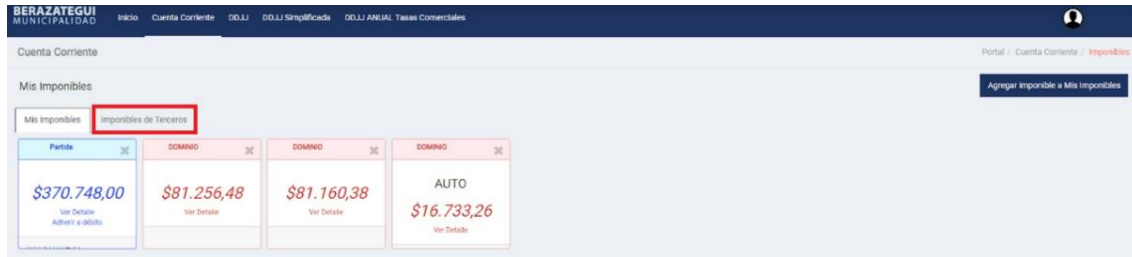 BERAZATEGUI
MUNICIPALIDAD
Inicio Cuenta Corriente DD.JJ DD.JJ Simplificada DD.JJ ANUAL Tasas Comerciales
Cuenta Corriente
Portal / Cuenta Corriente / Imponibles
Mis Imponibles
Agregar Imponible a Mis Imponibles
Mis Imponibles Imponibles de Terceros
Partida
$370.748,00
Ver Detalle
Adherir a débito
DOMINIO
$81.256,48
Ver Detalle
DOMINIO
$81.160,38
Ver Detalle
DOMINIO
AUTO
$16.733,26
Ver Detalle